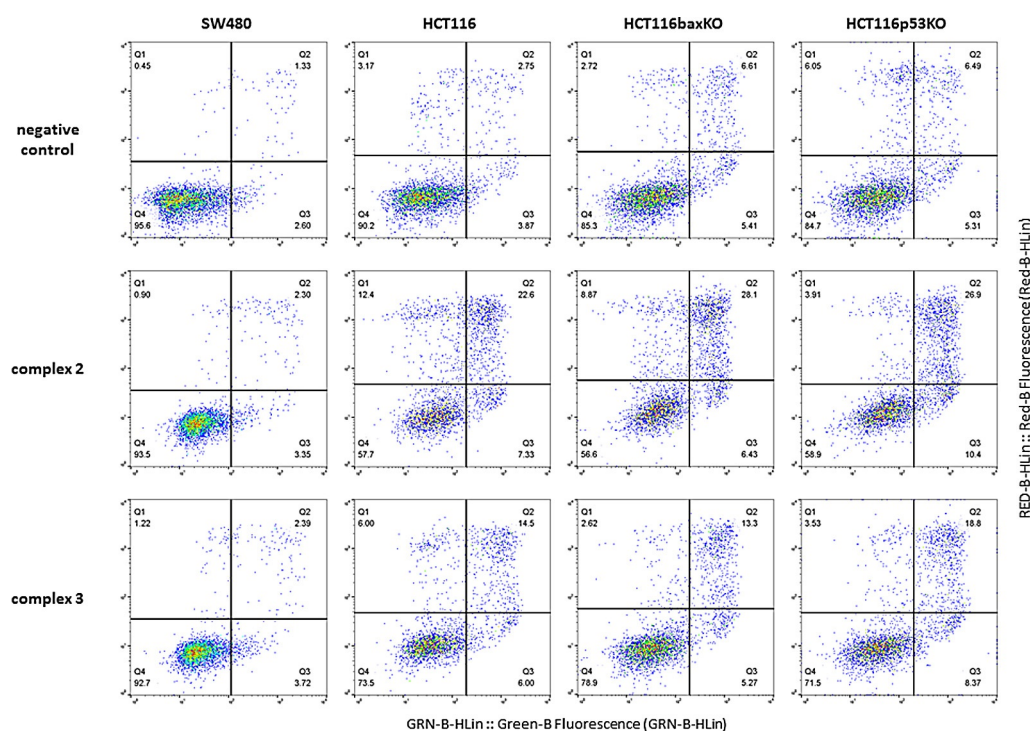 SW480 HCT116 HCT116baxKO HCT116p53KO
negative control
Q1 0.45 Q2 1.33 Q4 95.6 Q3 2.60
Q1 3.17 Q2 2.75 Q4 90.2 Q3 3.87
Q1 2.72 Q2 6.61 Q4 85.3 Q3 5.41
Q1 6.05 Q2 6.49 Q4 84.7 Q3 5.31
complex 2
Q1 0.90 Q2 2.30 Q4 93.5 Q3 3.35
Q1 12.4 Q2 22.6 Q4 57.7 Q3 7.33
Q1 8.87 Q2 28.1 Q4 56.6 Q3 6.43
Q1 3.91 Q2 26.9 Q4 58.9 Q3 10.4
complex 3
Q1 1.22 Q2 2.39 Q4 92.7 Q3 3.72
Q1 6.00 Q2 14.5 Q4 73.5 Q3 6.00
Q1 2.62 Q2 13.3 Q4 78.9 Q3 5.27
Q1 3.53 Q2 18.8 Q4 71.5 Q3 8.37
RED-B-HLin :: Red-B Fluorescence (Red-B-HLin)
GRN-B-HLin :: Green-B Fluorescence (GRN-B-HLin)